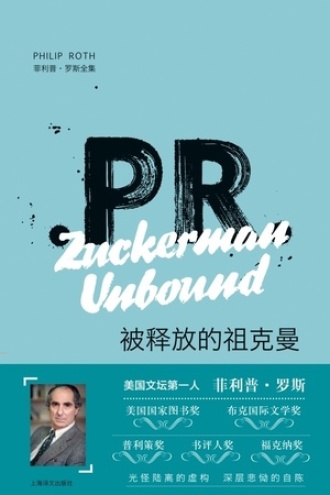 PHILIP ROTH
菲利普·罗斯全集
PR
Zuckerman
Unbound
被释放的祖克曼
美国文坛第一人 菲利普·罗斯
美国国家图书奖 布克国际文学奖
普利策奖 书评人奖 福克纳奖
光怪陆离的虚构 深层悲恸的自陈
上海译文出版社